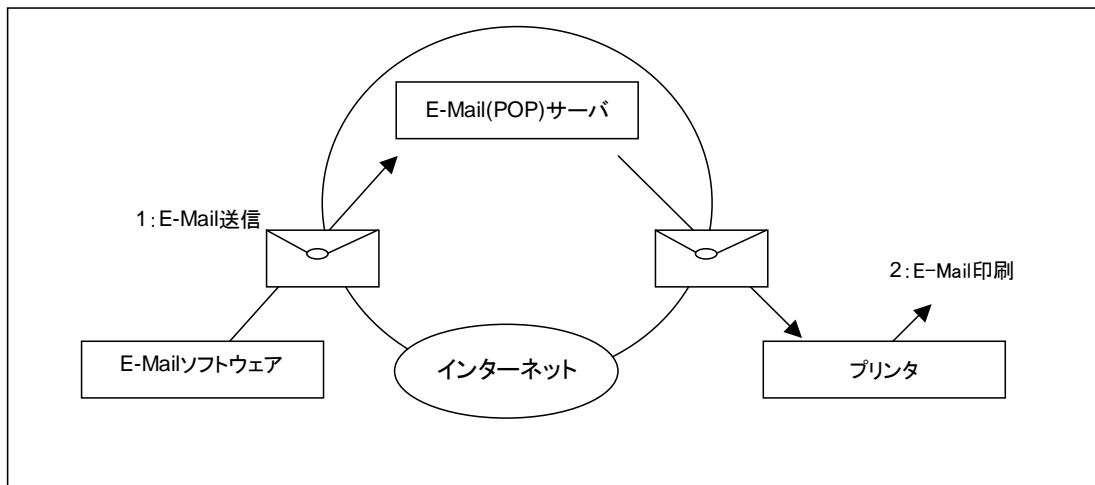 E-Mail(POP)サーバ
1:E-Mail送信
2:E-Mail印刷
E-Mailソフトウェア
インターネット
プリンタ